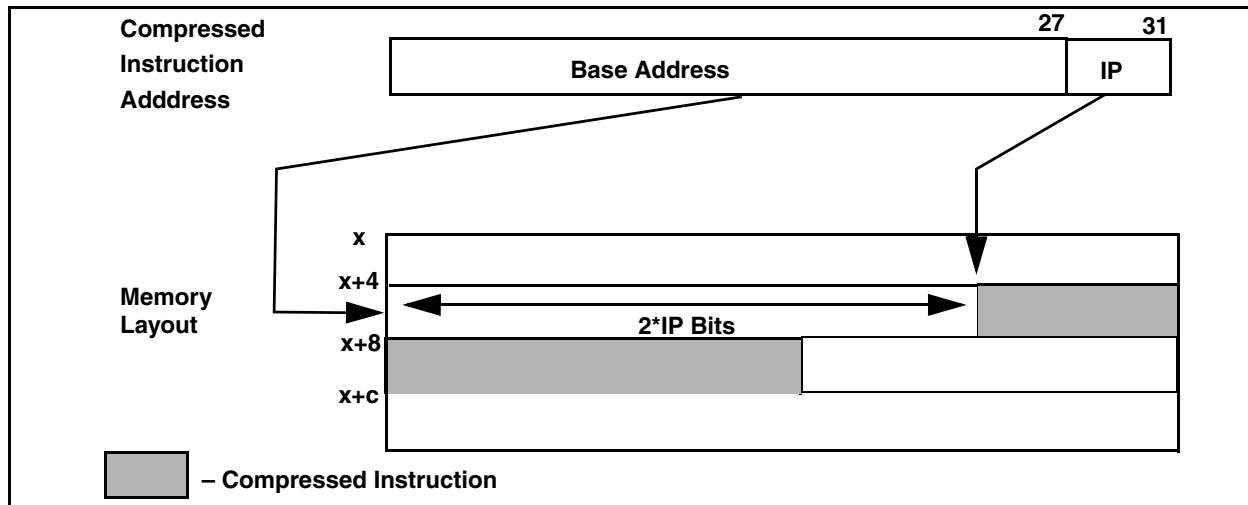 Compressed
Instruction
Adddress
27
31
Base Address
IP
x
x+4
Memory
Layout
2*IP Bits
x+8
x+c
– Compressed Instruction